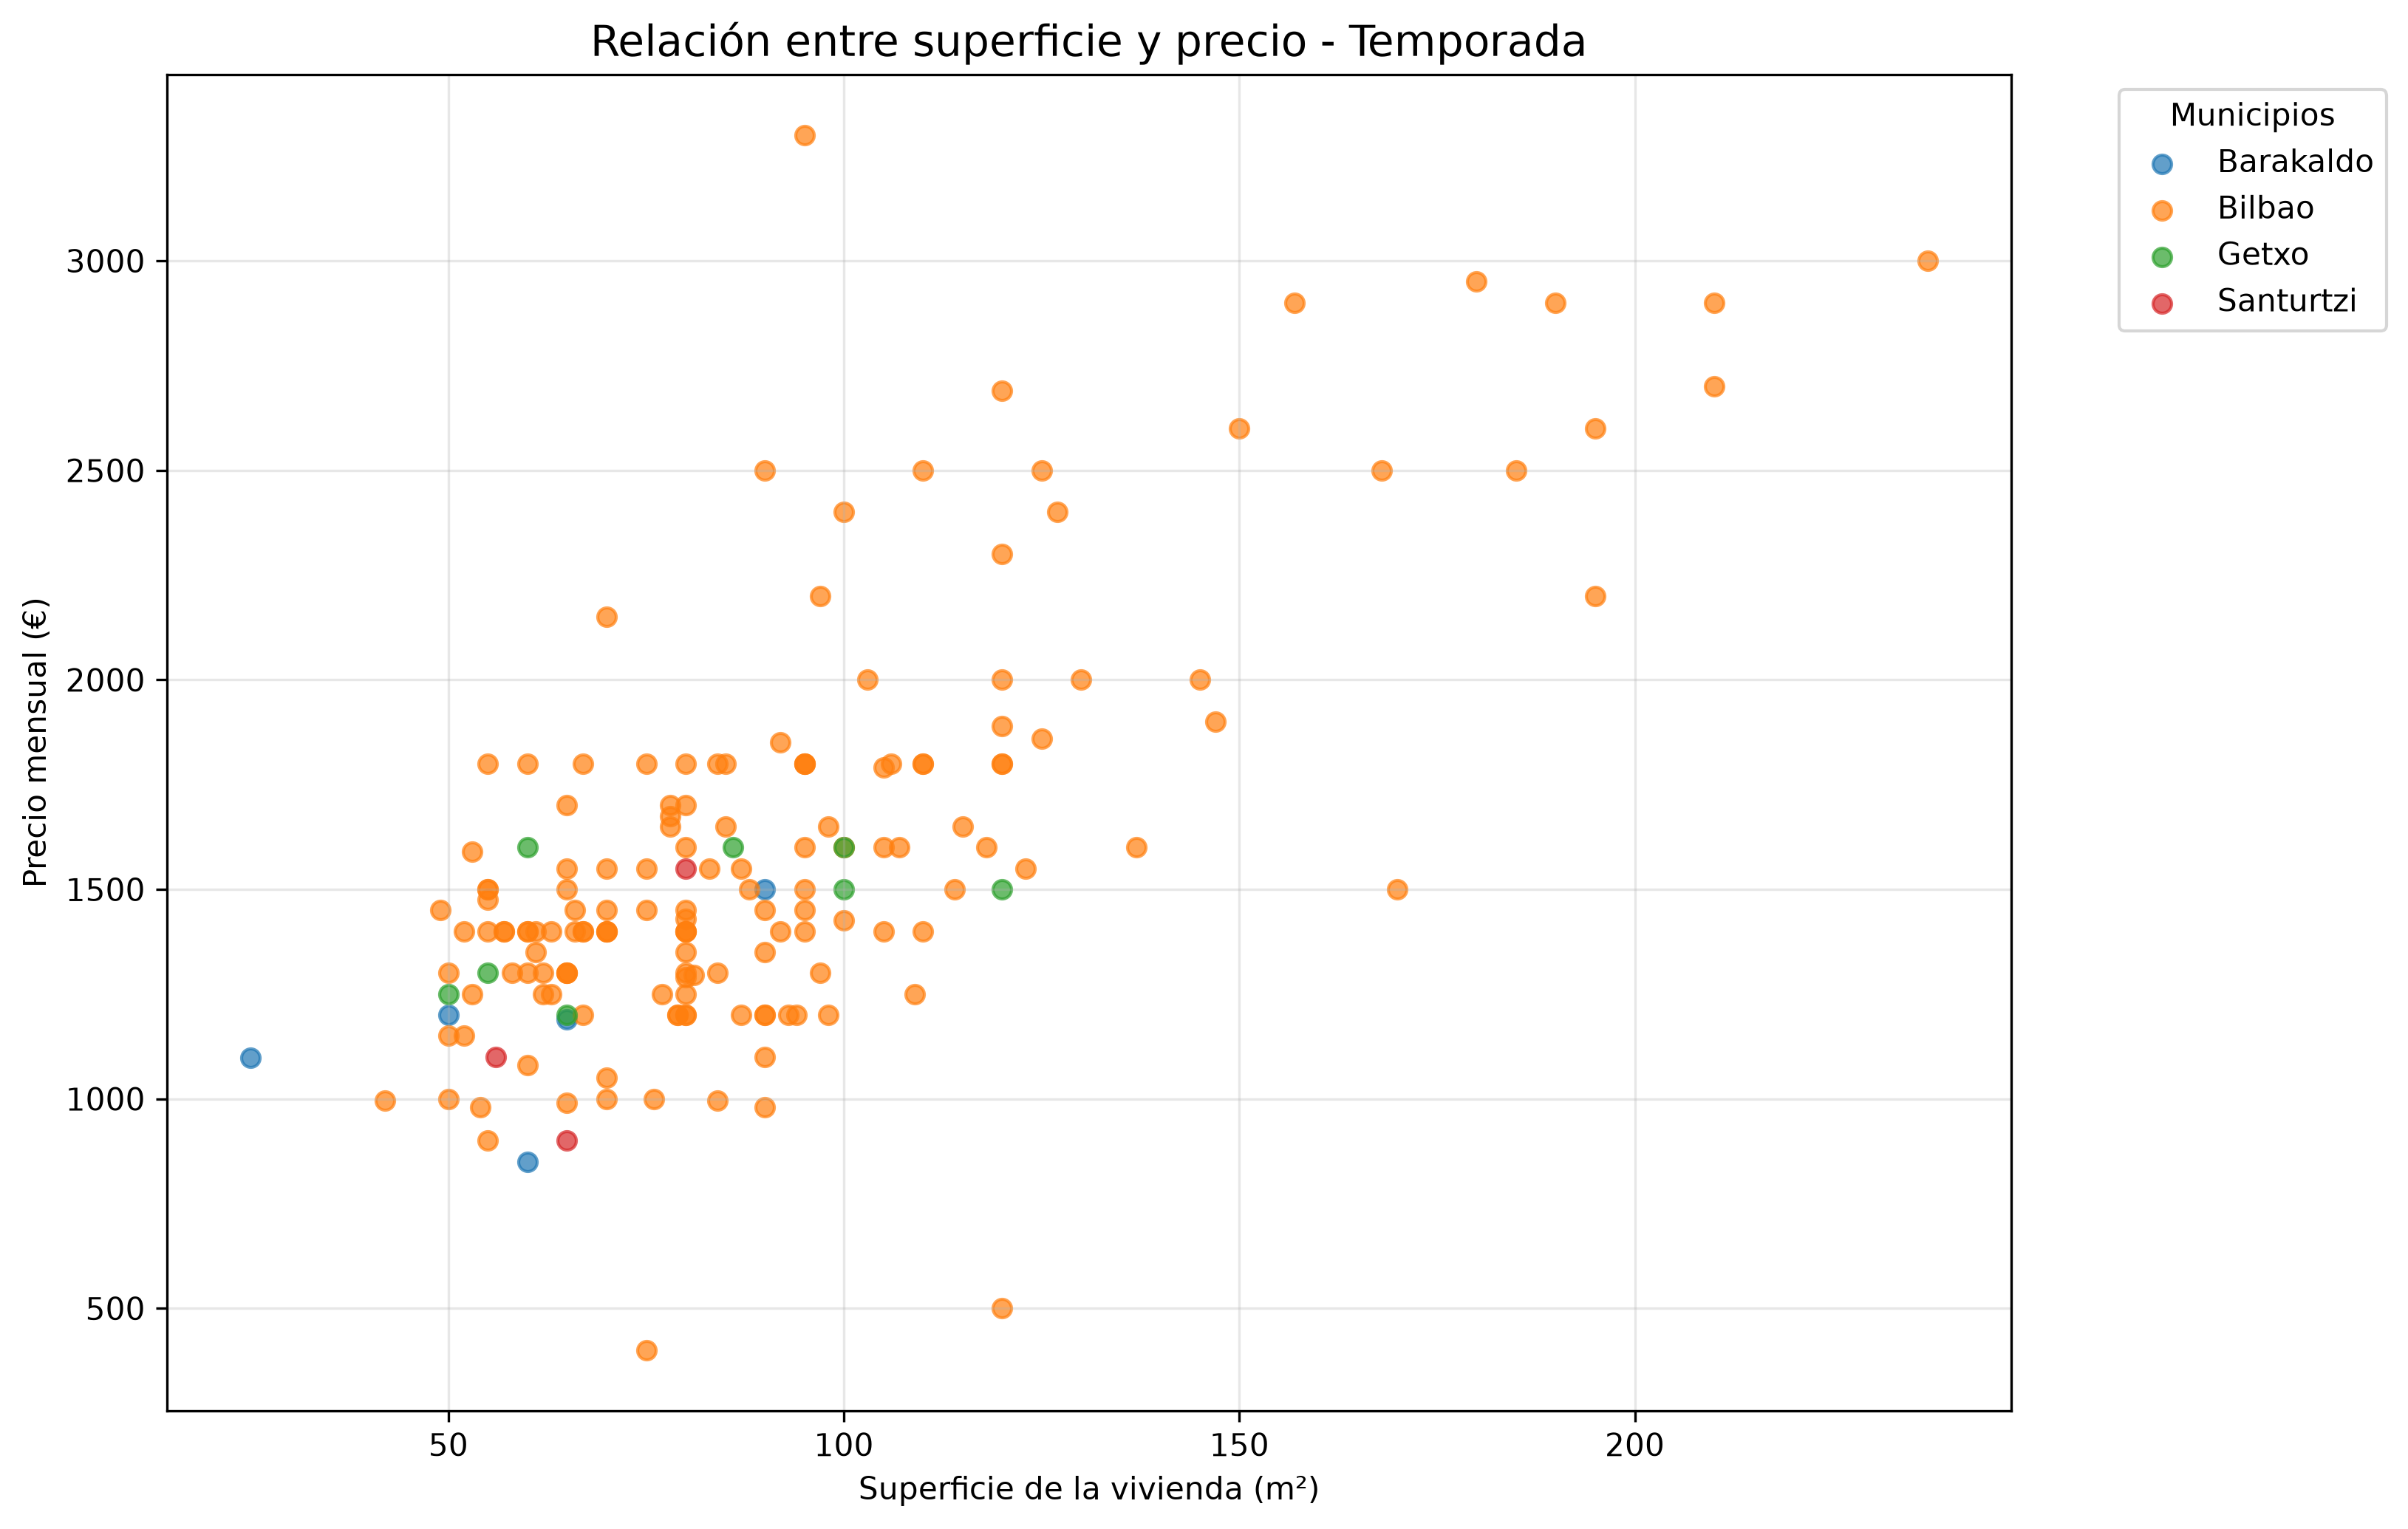 Relación entre superficie y precio - Temporada
Municipios
Barakaldo
Bilbao
Getxo
Santurtzi
Precio mensual (€)
3000
2500
2000
1500
1000
500
50
100
150
200
Superficie de la vivienda (m²)